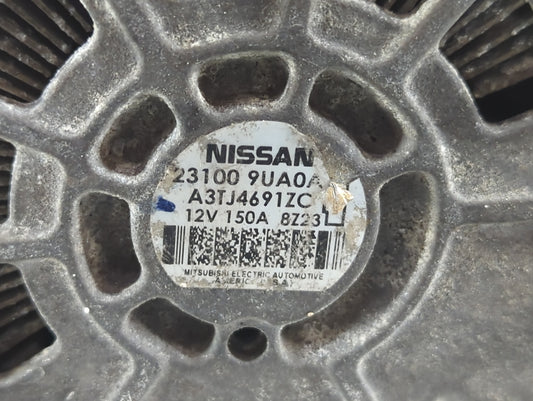 NISSAN
23100 9UA0A
A3TJ4691ZC
12V 150A 8Z23
MITSUBISHI ELECTRIC AUTOMOTIVE